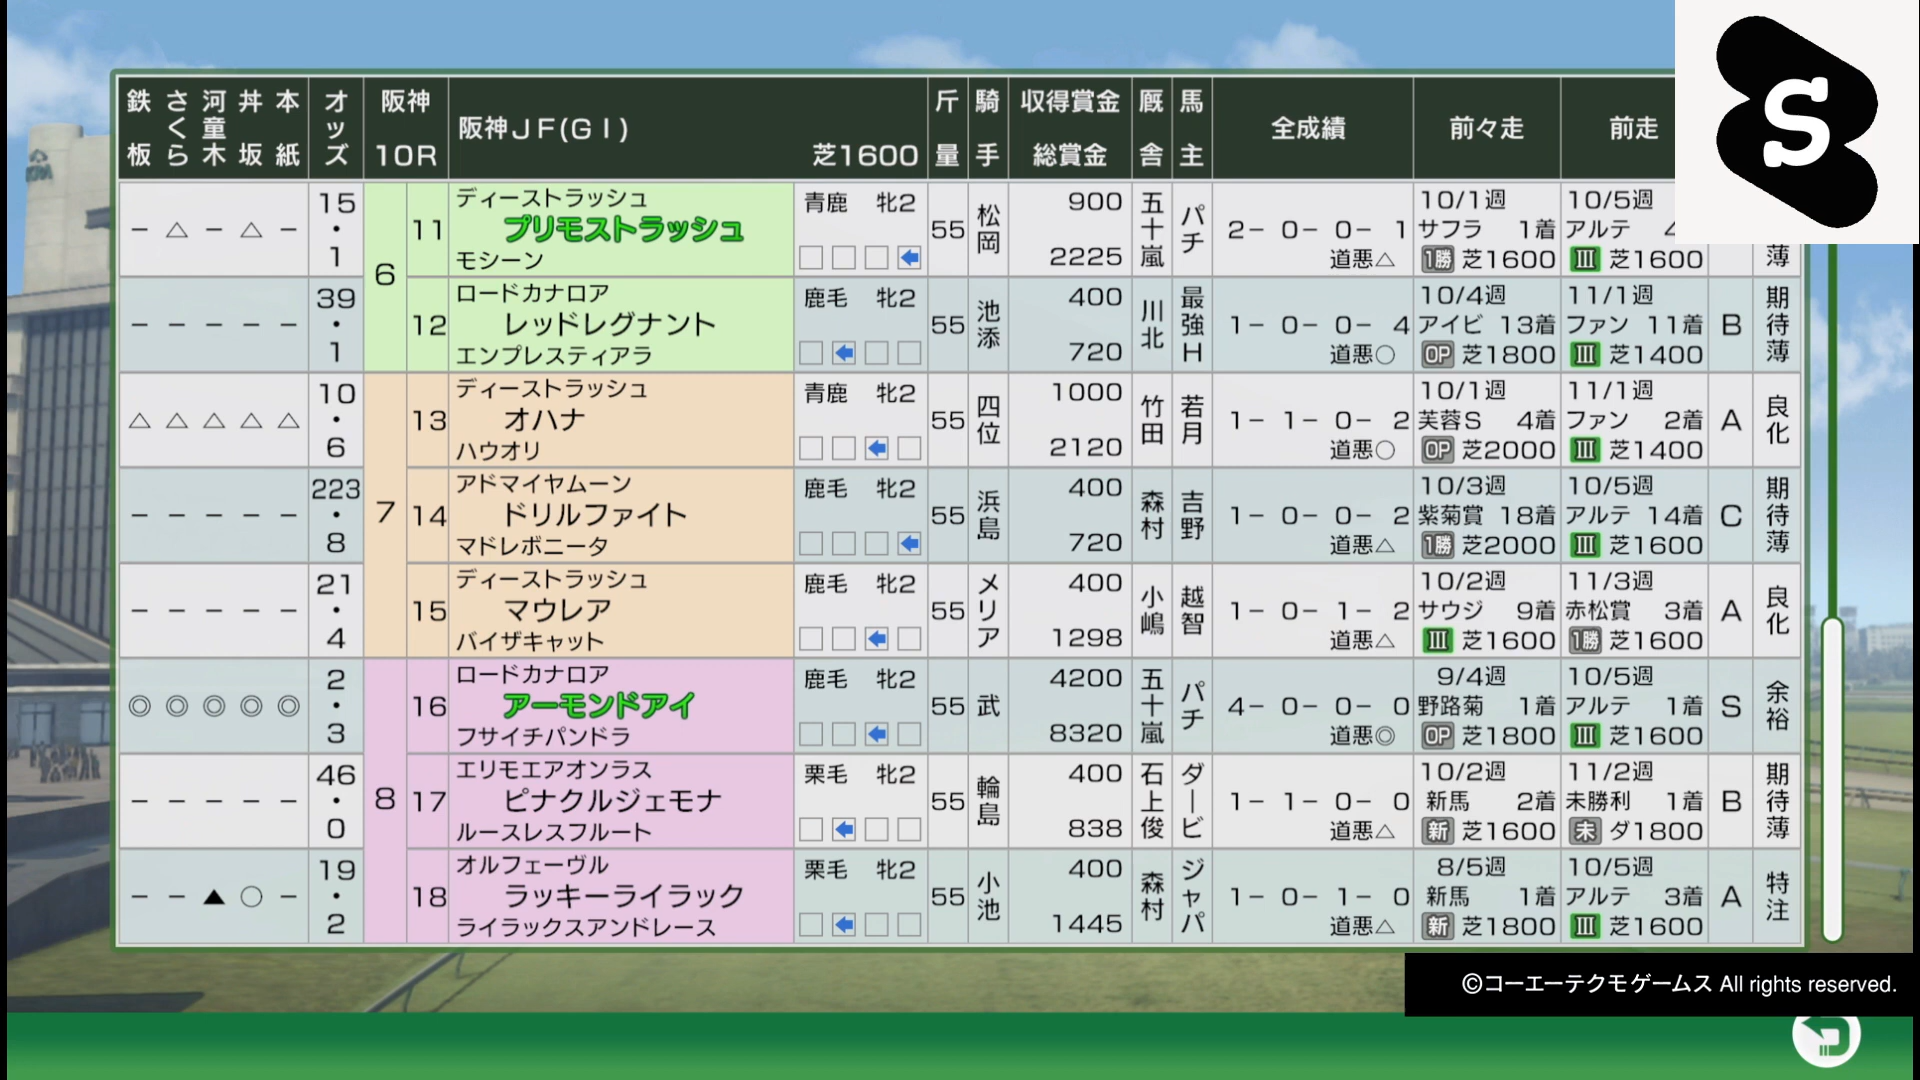 鉄板 さくら 河童木 井坂 本紙 オッズ 阪神 10R 阪神JF(GI) 芝1600 斤量 騎手 収得賞金 総賞金 厩舎 馬主 全成績 前々走 前走
S
- △ - △ - 15・1 6 11 ディーストラッシュ 青鹿 牝2 55 松岡 900 五十嵐 パチ 2- 0- 0- 1 10/1週 10/5週
プリモストラッシュ サフラ 1着 アルテ 4
モシーン 2225 道悪△ 1勝 芝1600 III 芝1600 薄
- - - - - 39・1 12 ロードカナロア 鹿毛 牝2 55 池添 400 川北 最強H 1- 0- 0- 4 10/4週 11/1週
レッドレグナント アイビ 13着 ファン 11着 B 期待薄
エンプレスティアラ 720 道悪○ OP 芝1800 III 芝1400
△ △ △ △ △ 10・6 7 13 ディーストラッシュ 青鹿 牝2 55 四位 1000 竹田 若月 1- 1- 0- 2 10/1週 11/1週
オハナ 芙蓉S 4着 ファン 2着 A 良化
ハウオリ 2120 道悪○ OP 芝2000 III 芝1400
- - - - - 223・8 14 アドマイヤムーン 鹿毛 牝2 55 浜島 400 森村 吉野 1- 0- 0- 2 10/3週 10/5週
ドリルファイト 紫菊賞 18着 アルテ 14着 C 期待薄
マドレボニータ 720 道悪△ 1勝 芝2000 III 芝1600
- - - - - 21・4 15 ディーストラッシュ 鹿毛 牝2 55 メリア 400 小嶋 越智 1- 0- 1- 2 10/2週 11/3週
マウレア サウジ 9着 赤松賞 3着 A 良化
バイザキャット 1298 道悪△ III 芝1600 1勝 芝1600
◎ ◎ ◎ ◎ ◎ 2・3 8 16 ロードカナロア 鹿毛 牝2 55 武 4200 五十嵐 パチ 4- 0- 0- 0 9/4週 10/5週
アーモンドアイ 野路菊 1着 アルテ 1着 S 余裕
フサイチパンドラ 8320 道悪◎ OP 芝1800 III 芝1600
- - - - - 46・0 17 エリモエアオンラス 栗毛 牝2 55 輪島 400 石上俊 ダービ 1- 1- 0- 0 10/2週 11/2週
ピナクルジェモナ 新馬 2着 未勝利 1着 B 期待薄
ルースレスフルート 838 道悪△ 新 芝1600 未 ダ1800
- - ▲ ○ - 19・2 18 オルフェーヴル 栗毛 牝2 55 小池 400 森村 ジャパ 1- 0- 1- 0 8/5週 10/5週
ラッキーライラック 新馬 1着 アルテ 3着 A 特注
ライラックスアンドレース 1445 道悪△ 新 芝1800 III 芝1600
©コーエーテクモゲームス All rights reserved.